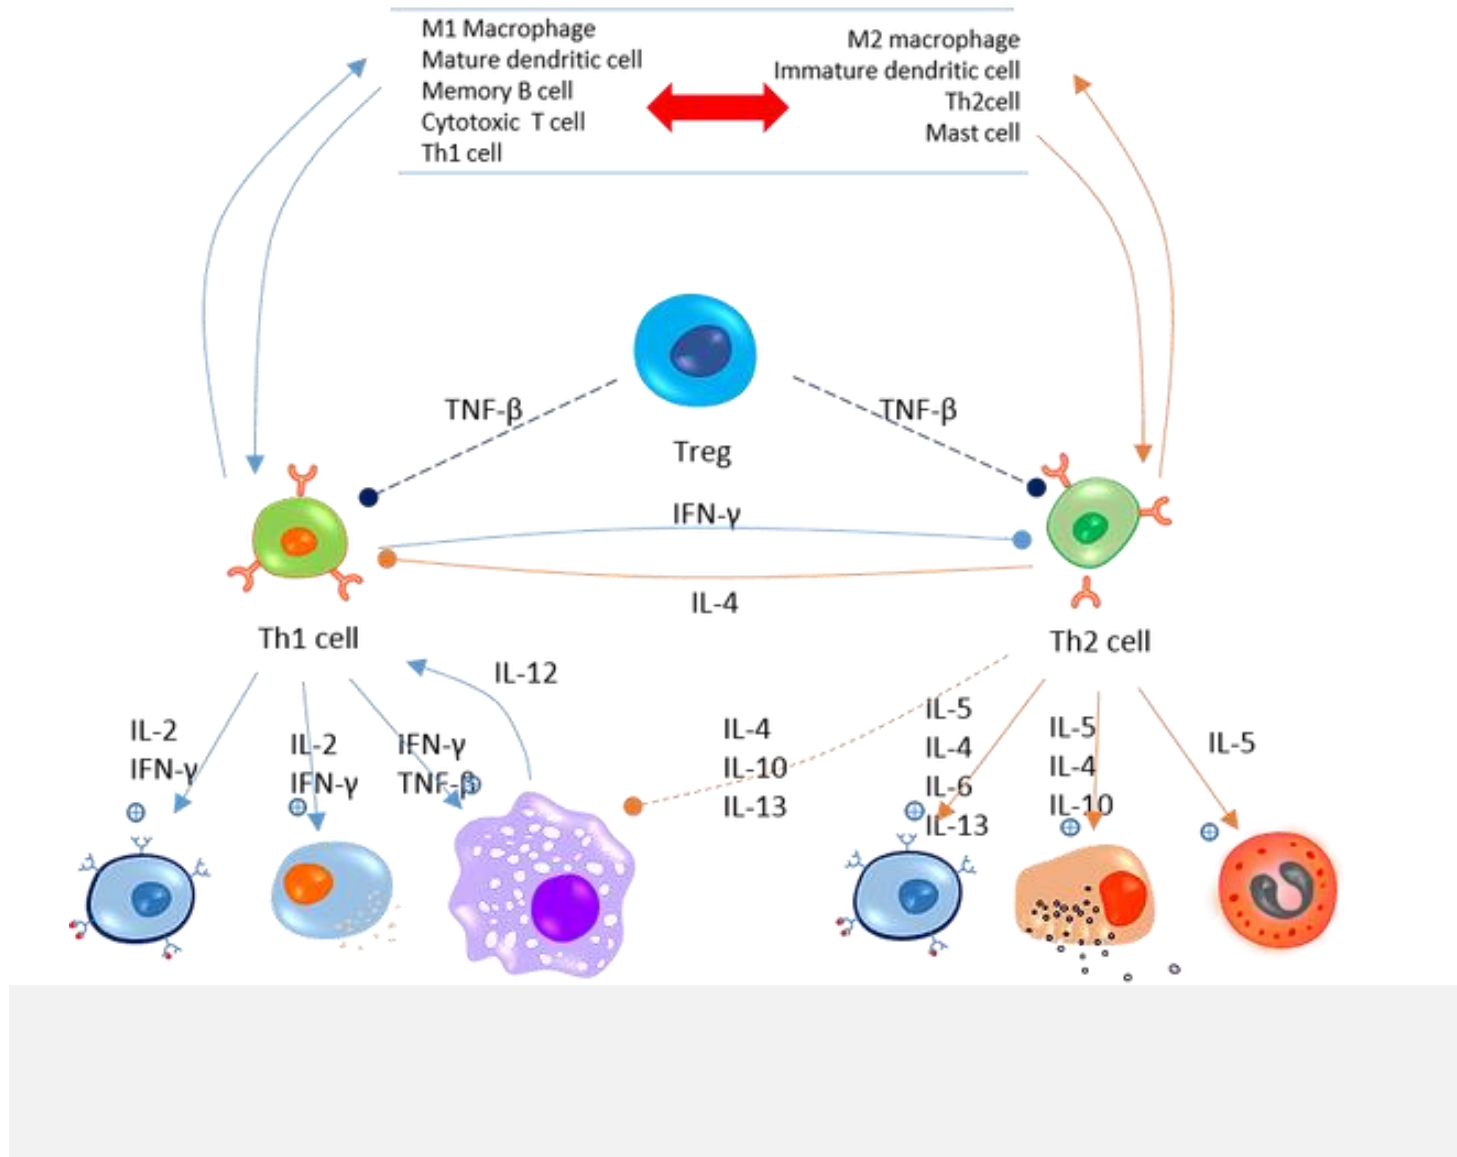 M1 Macrophage
Mature dendritic cell
Memory B cell
Cytotoxic T cell
Th1 cell
M2 macrophage
Immature dendritic cell
Th2cell
Mast cell
TNF-β
TNF-β
Treg
IFN-γ
IL-4
Th1 cell
Th2 cell
IL-12
IL-2
IFN-γ
IL-2
IFN-γ
IFN-γ
TNF-β
IL-4
IL-10
IL-13
IL-5
IL-4
IL-6
IL-13
IL-5
IL-4
IL-10
IL-5